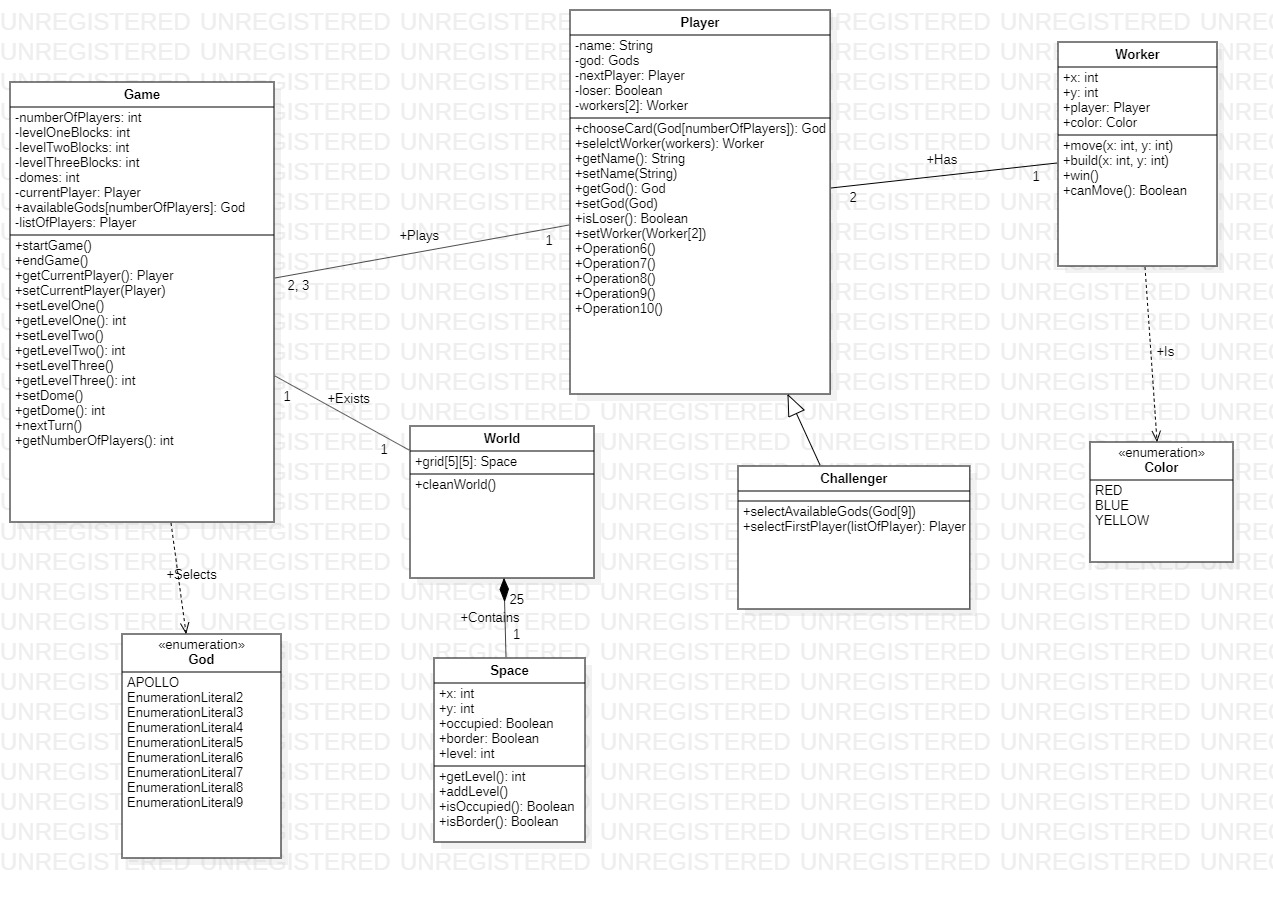 Game
-numberOfPlayers: int
-levelOneBlocks: int
-levelTwoBlocks: int
-levelThreeBlocks: int
-domes: int
-currentPlayer: Player
+availableGods[numberOfPlayers]: God
-listOfPlayers: Player
+startGame()
+endGame()
+getCurrentPlayer(): Player
+setCurrentPlayer(Player)
+setLevelOne()
+getLevelOne(): int
+setLevelTwo()
+getLevelTwo(): int
+setLevelThree()
+getLevelThree(): int
+setDome()
+getDome(): int
+nextTurn()
+getNumberOfPlayers(): int
+Plays
1
2, 3
Player
-name: String
-god: Gods
-nextPlayer: Player
-loser: Boolean
-workers[2]: Worker
+chooseCard(God[numberOfPlayers]): God
+selelctWorker(workers): Worker
+getName(): String
+setName(String)
+getGod(): God
+setGod(God)
+isLoser(): Boolean
+setWorker(Worker[2])
+Operation6()
+Operation7()
+Operation8()
+Operation9()
+Operation10()
+Has
1
2
Worker
+x: int
+y: int
+player: Player
+color: Color
+move(x: int, y: int)
+build(x: int, y: int)
+win()
+canMove(): Boolean
+Is
«enumeration»
Color
RED
BLUE
YELLOW
1
+Exists
1
World
+grid[5][5]: Space
+cleanWorld()
Challenger
+selectAvailableGods(God[9])
+selectFirstPlayer(listOfPlayer): Player
+Selects
«enumeration»
God
APOLLO
EnumerationLiteral2
EnumerationLiteral3
EnumerationLiteral4
EnumerationLiteral5
EnumerationLiteral6
EnumerationLiteral7
EnumerationLiteral8
EnumerationLiteral9
25
+Contains
1
Space
+x: int
+y: int
+occupied: Boolean
+border: Boolean
+level: int
+getLevel(): int
+addLevel()
+isOccupied(): Boolean
+isBorder(): Boolean
UNREGISTERED